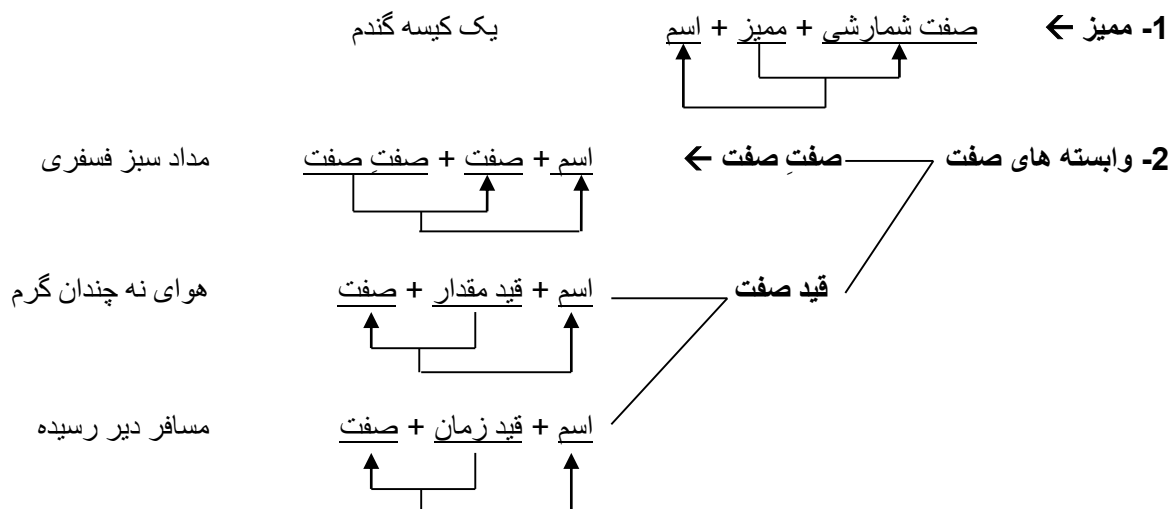 1- ممیز ← صفت شمارشی + ممیز + اسم یک کیسه گندم
2- وابسته های صفت صفتِ صفت ← اسم + صفت + صفتِ صفت مداد سبز فسفری
قید صفت اسم + قید مقدار + صفت هوای نه چندان گرم
اسم + قید زمان + صفت مسافر دیر رسیده